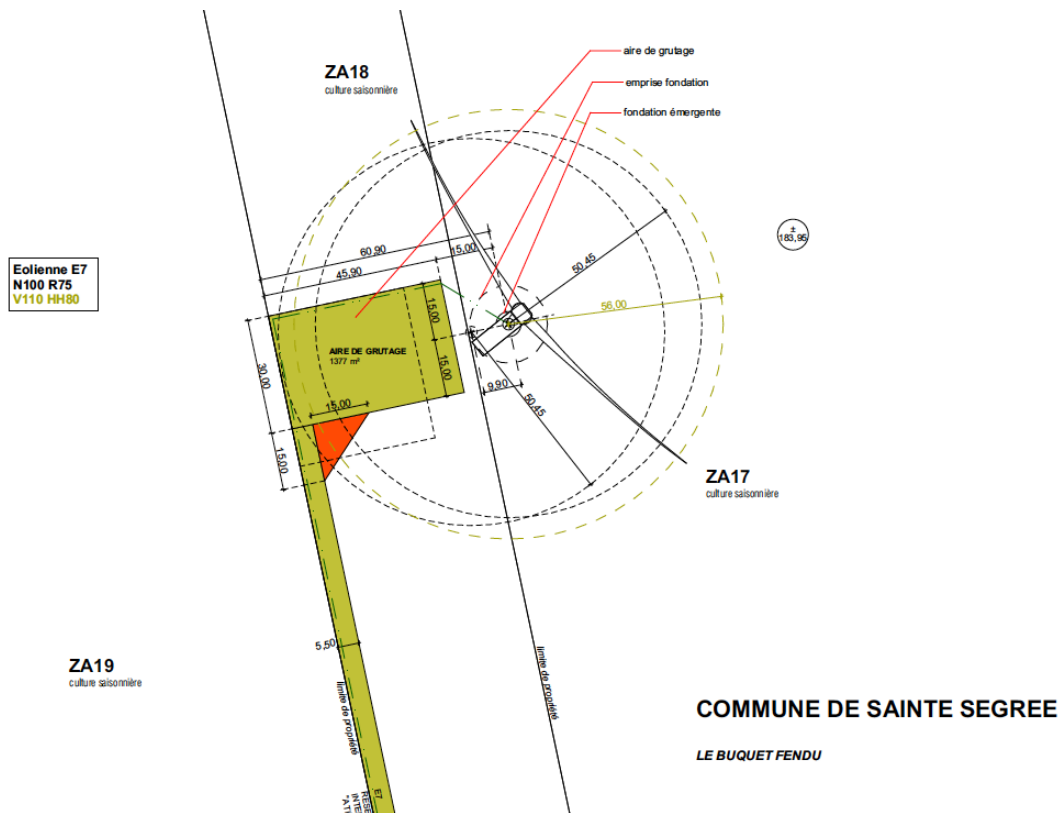 aire de grutage
ZA18
culture saisonnière
emprise fondation
fondation émergente
±
183,95
60,90
15,00
45,90
50,45
Eolienne E7
N100 R75
V110 HH80
56,00
15,00
AIRE DE GRUTAGE
1377 m²
30,00
15,00
15,00
9,90
50,45
15,00
ZA17
culture saisonnière
5,50
ZA19
culture saisonnière
limite de propriété
limite de propriété
COMMUNE DE SAINTE SEGREE
LE BUQUET FENDU
E7